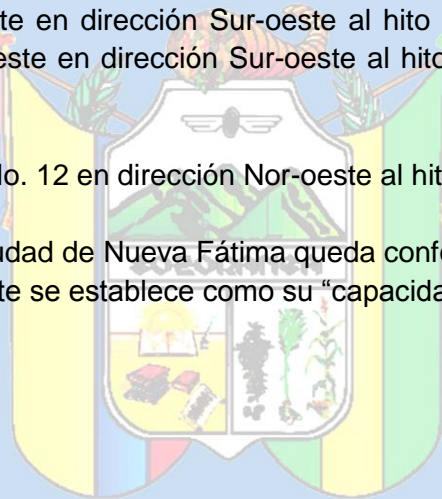 te en dirección Sur-oeste al hito
este en dirección Sur-oeste al hito
No. 12 en dirección Nor-oeste al hit
udad de Nueva Fátima queda confo
te se establece como su “capacida